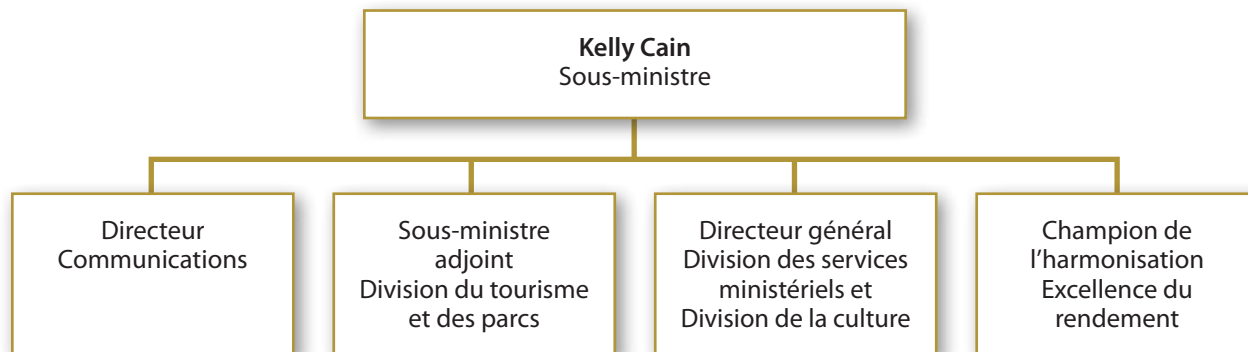 Kelly Cain
Sous-ministre
Directeur
Communications
Sous-ministre
adjoint
Division du tourisme
et des parcs
Directeur général
Division des services
ministériels et
Division de la culture
Champion de
l'harmonisation
Excellence du
rendement